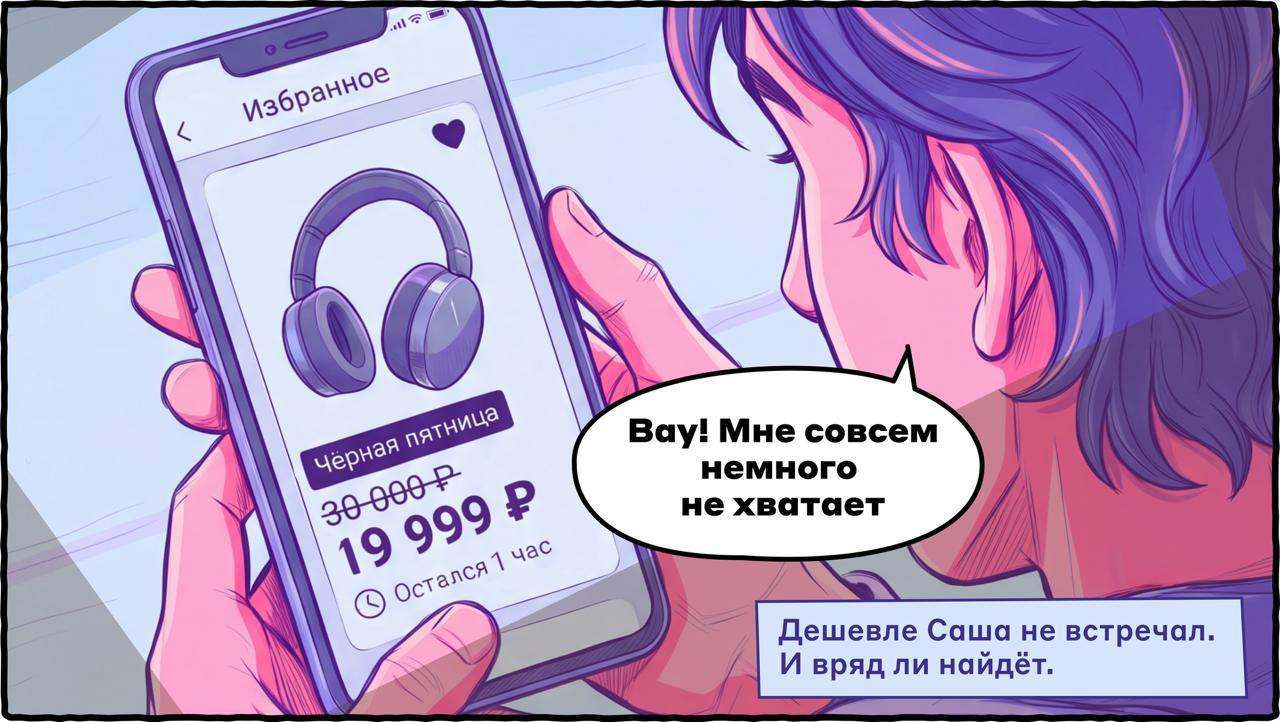 Избранное
Чёрная пятница
30 000 ₽
19 999 ₽
Остался 1 час
Вау! Мне совсем
немного
не хватает
Дешевле Саша не встречал.
И вряд ли найдёт.